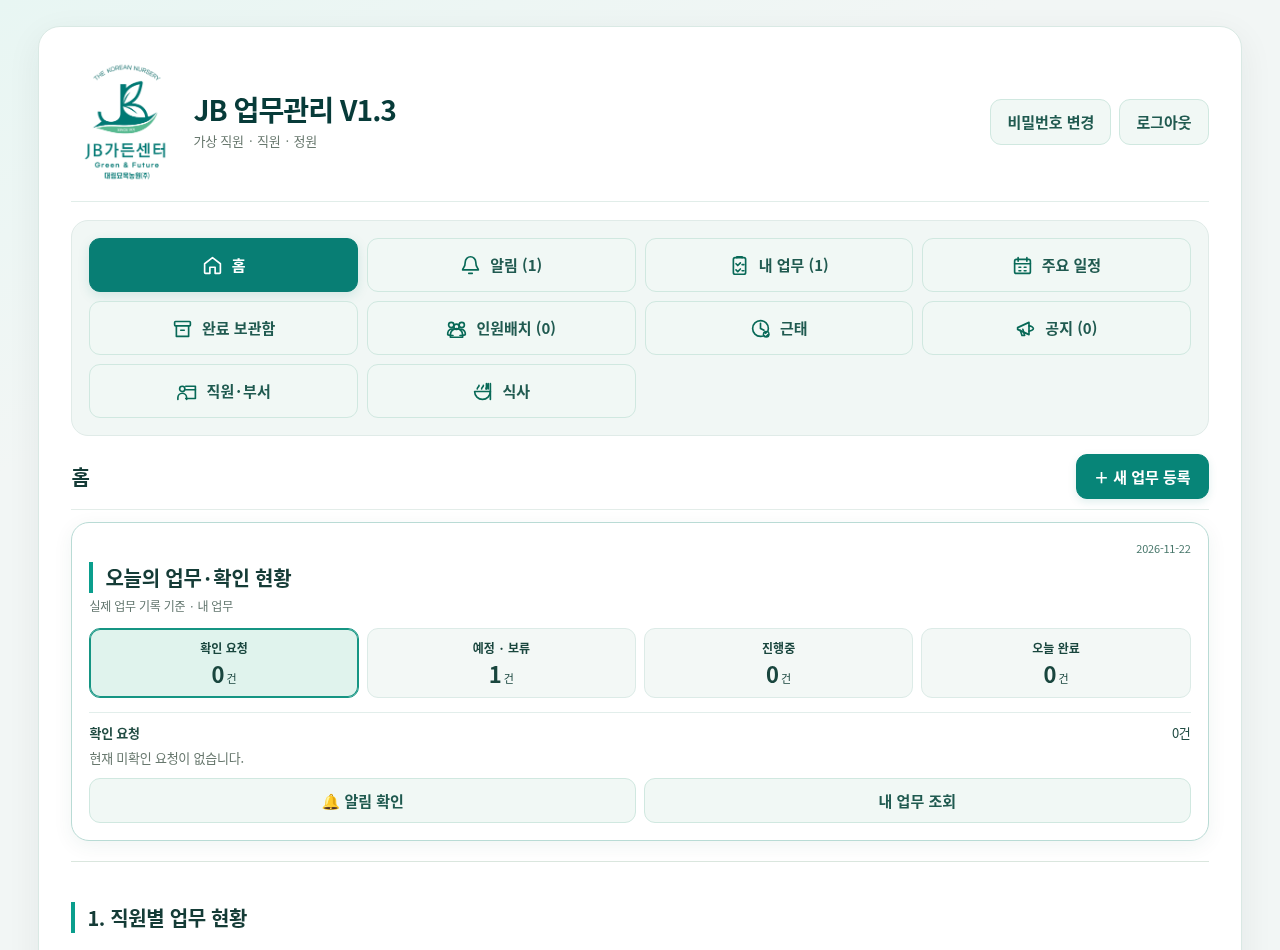 THE KOREAN NURSERY
JB가든센터
Green & Future
대림묘목농원(주)
JB 업무관리 V1.3
가상 직원 · 직원 · 정원
비밀번호 변경
로그아웃
홈
알림 (1)
내 업무 (1)
주요 일정
완료 보관함
인원배치 (0)
근태
공지 (0)
직원·부서
식사
홈
+ 새 업무 등록
2026-11-22
오늘의 업무·확인 현황
실제 업무 기록 기준 · 내 업무
확인 요청
0건
예정 · 보류
1건
진행중
0건
오늘 완료
0건
확인 요청
0건
현재 미확인 요청이 없습니다.
🔔 알림 확인
내 업무 조회
1. 직원별 업무 현황